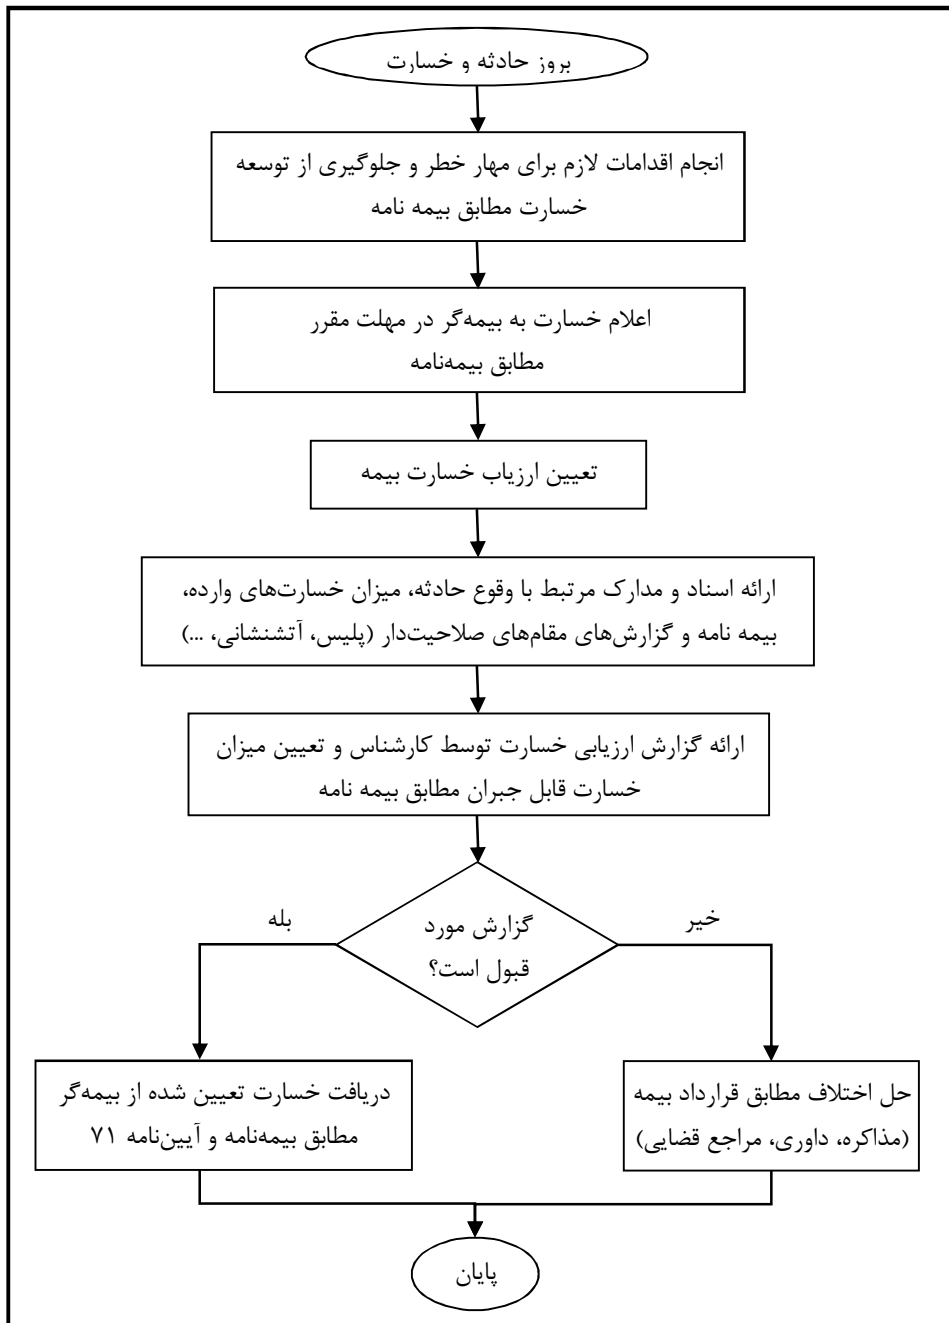 بروز حادثه و خسارت
انجام اقدامات لازم برای مهار خطر و جلوگیری از توسعه
خسارت مطابق بیمه نامه
اعلام خسارت به بیمه‌گر در مهلت مقرر
مطابق بیمه‌نامه
تعیین ارزیاب خسارت بیمه
ارائه اسناد و مدارک مرتبط با وقوع حادثه، میزان خسارت‌های وارده،
بیمه نامه و گزارش‌های مقام‌های صلاحیت‌دار (پلیس، آتشنشانی، ...)
ارائه گزارش ارزیابی خسارت توسط کارشناس و تعیین میزان
خسارت قابل جبران مطابق بیمه نامه
گزارش مورد
قبول است؟
خیر
بله
حل اختلاف مطابق قرارداد بیمه
(مذاکره، داوری، مراجع قضایی)
دریافت خسارت تعیین شده از بیمه‌گر
مطابق بیمه‌نامه و آیین‌نامه ۷۱
پایان